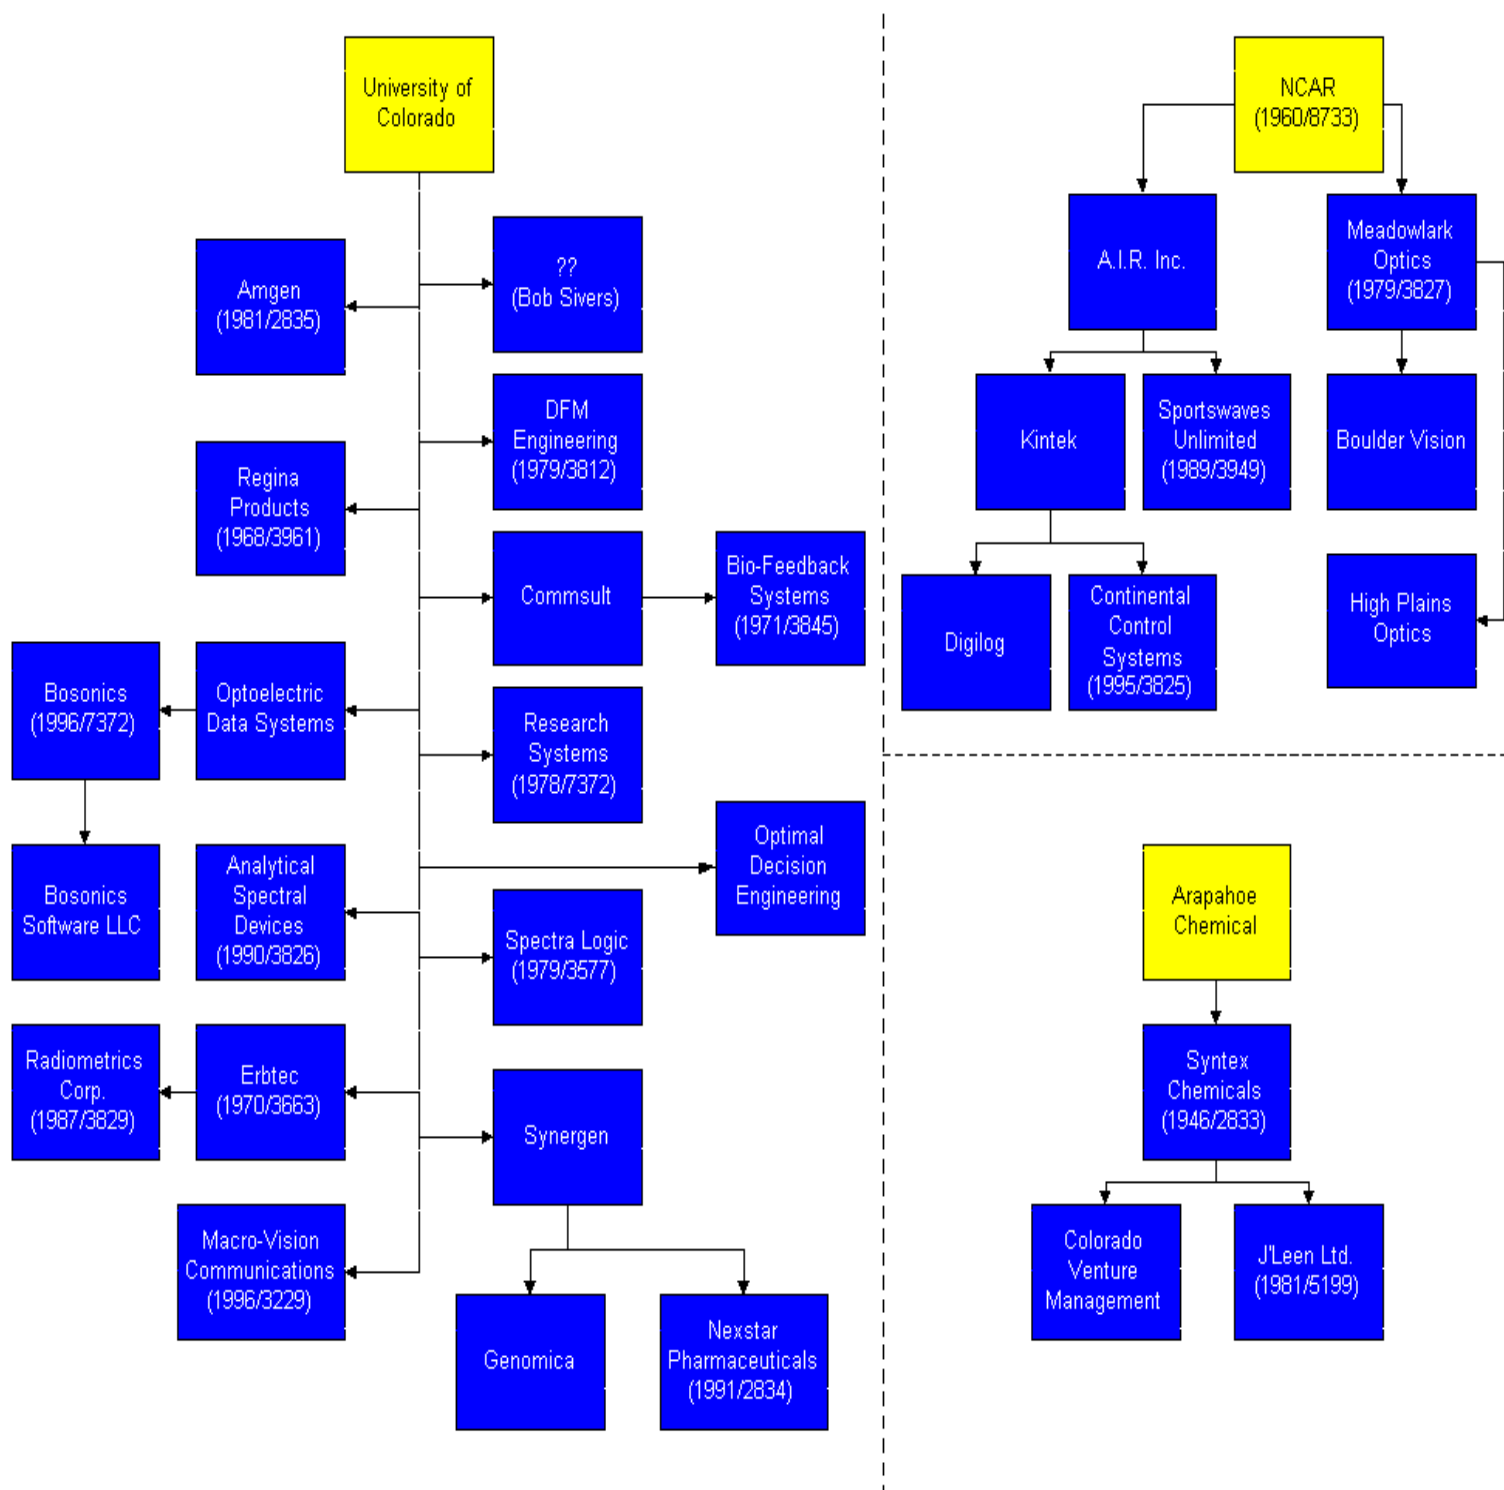 University of
Colorado
??
(Bob Sivers)
Amgen
(1981/2835)
DFM
Engineering
(1979/3812)
Regina
Products
(1968/3961)
Commsult
Bio-Feedback
Systems
(1971/3845)
Bosonics
(1996/7372)
Optoelectric
Data Systems
Research
Systems
(1978/7372)
Optimal
Decision
Engineering
Bosonics
Software LLC
Analytical
Spectral
Devices
(1990/3826)
Spectra Logic
(1979/3577)
Radiometrics
Corp.
(1987/3829)
Erbtec
(1970/3663)
Synergen
Macro-Vision
Communications
(1996/3229)
Genomica
Nexstar
Pharmaceuticals
(1991/2834)
NCAR
(1960/8733)
A.I.R. Inc.
Meadowlark
Optics
(1979/3827)
Kintek
Sportswaves
Unlimited
(1989/3949)
Boulder Vision
Digilog
Continental
Control
Systems
(1995/3825)
High Plains
Optics
Arapahoe
Chemical
Syntex
Chemicals
(1946/2833)
Colorado
Venture
Management
J'Leen Ltd.
(1981/5199)